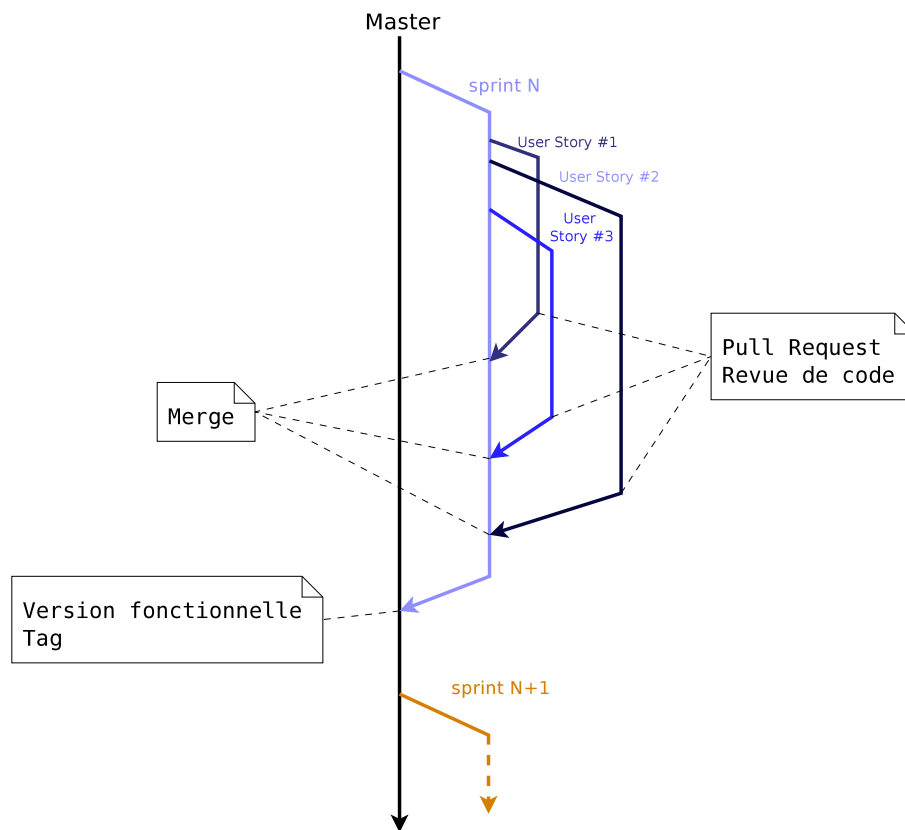 Master
sprint N
User Story #1
User Story #2
User
Story #3
Pull Request
Revue de code
Merge
Version fonctionnelle
Tag
sprint N+1